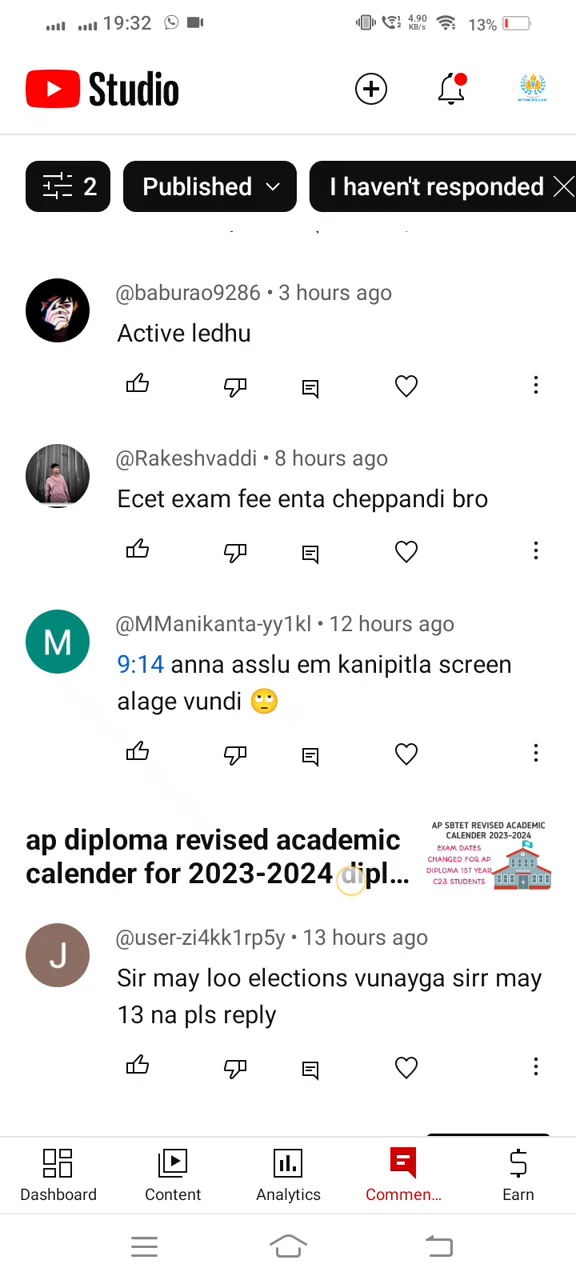 19:32
4.90
KB/s
13%
Studio
2
Published
I haven't responded
@baburao9286 • 3 hours ago
Active ledhu
@Rakeshvaddi • 8 hours ago
Ecet exam fee enta cheppandi bro
M
@MManikanta-yy1kl • 12 hours ago
9:14 anna asslu em kanipitla screen
alage vundi 🙄
ap diploma revised academic
calender for 2023-2024 dipl...
AP SBTET REVISED ACADEMIC
CALENDER 2023-2024
EXAM DATES
CHANGED FOR AP
DIPLOMA 1ST YEAR
C23 STUDENTS
J
@user-zi4kk1rp5y • 13 hours ago
Sir may loo elections vunayga sirr may
13 na pls reply
Dashboard
Content
Analytics
Commen...
Earn